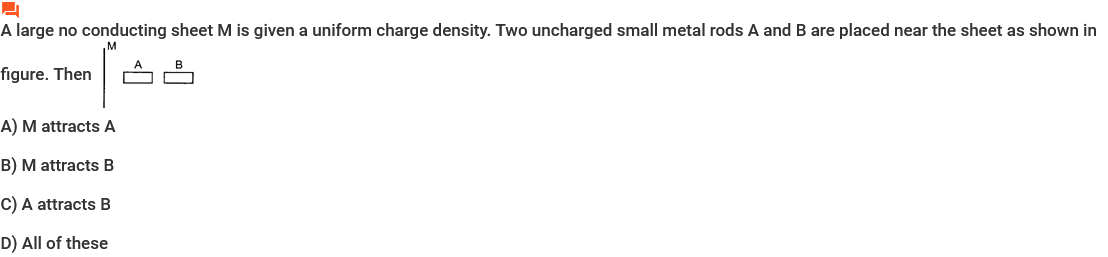 A large no conducting sheet M is given a uniform charge density. Two uncharged small metal rods A and B are placed near the sheet as shown in
M
A B
figure. Then
A) M attracts A
B) M attracts B
C) A attracts B
D) All of these